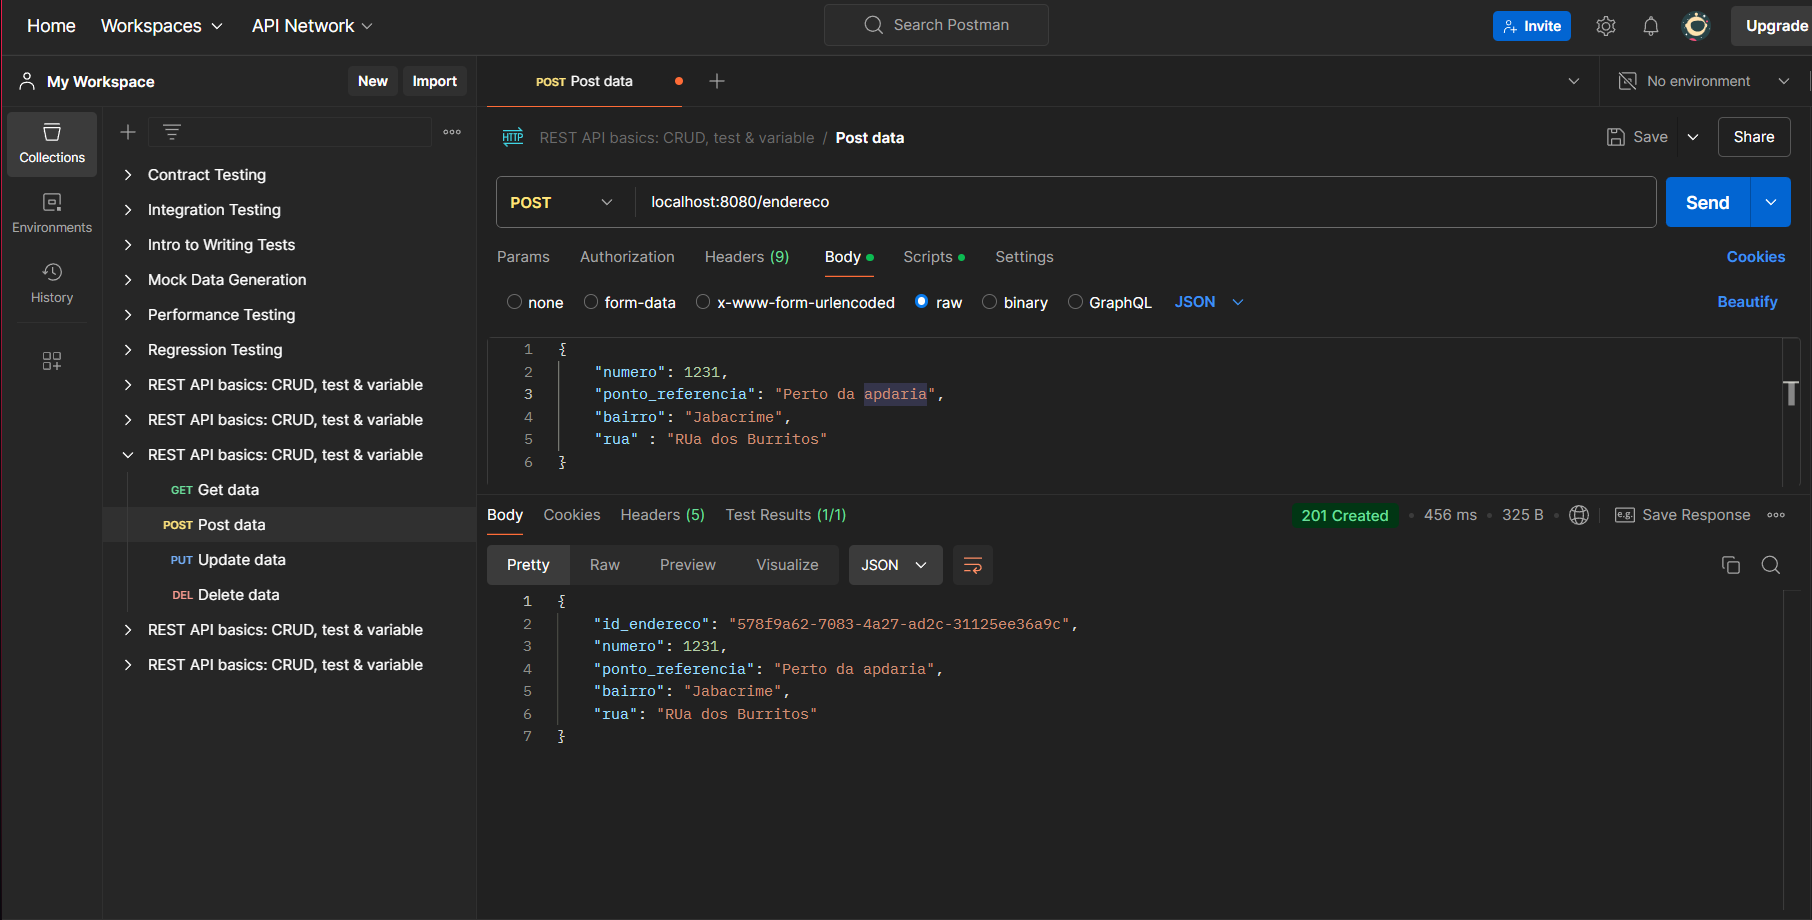 Home Workspaces API Network Search Postman Invite Upgrade
My Workspace New Import POST Post data No environment
Collections
Environments
History
Contract Testing
Integration Testing
Intro to Writing Tests
Mock Data Generation
Performance Testing
Regression Testing
REST API basics: CRUD, test & variable
REST API basics: CRUD, test & variable
REST API basics: CRUD, test & variable
GET Get data
POST Post data
PUT Update data
DEL Delete data
REST API basics: CRUD, test & variable
REST API basics: CRUD, test & variable
HTTP REST API basics: CRUD, test & variable / Post data Save Share
POST localhost:8080/endereco Send
Params Authorization Headers (9) Body Scripts Settings Cookies
none form-data x-www-form-urlencoded raw binary GraphQL JSON Beautify
1 {
2 "numero": 1231,
3 "ponto_referencia": "Perto da apdaria",
4 "bairro": "Jabacrime",
5 "rua" : "RUa dos Burritos"
6 }
Body Cookies Headers (5) Test Results (1/1) 201 Created 456 ms 325 B e.g. Save Response
Pretty Raw Preview Visualize JSON
1 {
2 "id_endereco": "578f9a62-7083-4a27-ad2c-31125ee36a9c",
3 "numero": 1231,
4 "ponto_referencia": "Perto da apdaria",
5 "bairro": "Jabacrime",
6 "rua": "RUa dos Burritos"
7 }